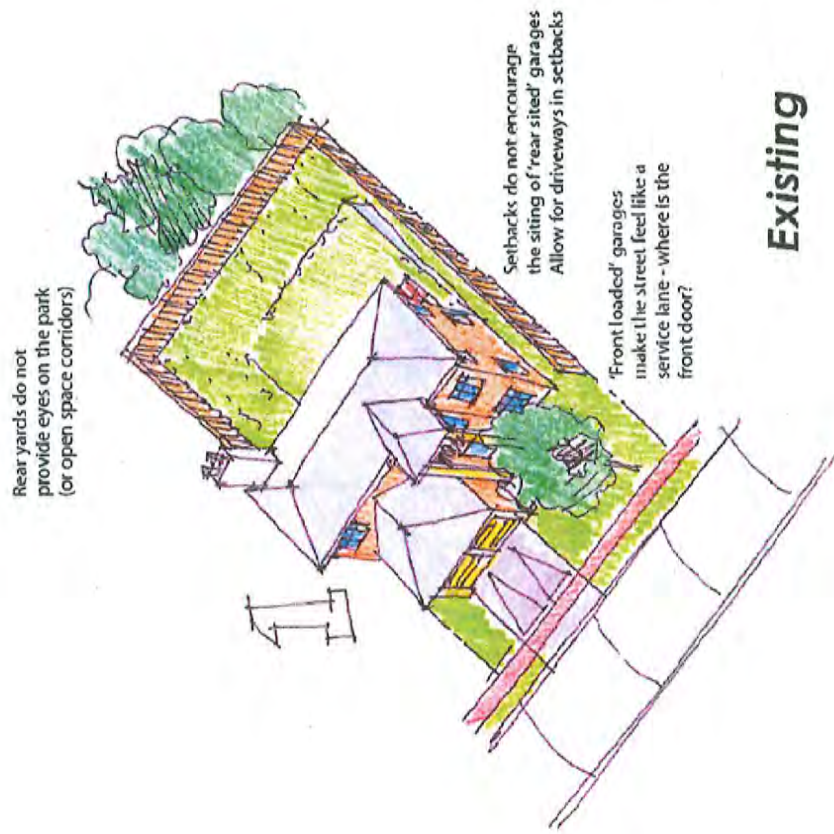 Rear yards do not
provide eyes on the park
(or open space corridors)
Setbacks do not encourage
the siting of 'rear sited' garages
Allow for driveways in setbacks
'Front loaded' garages
make the street feel like a
service lane - where is the
front door?
Existing
1